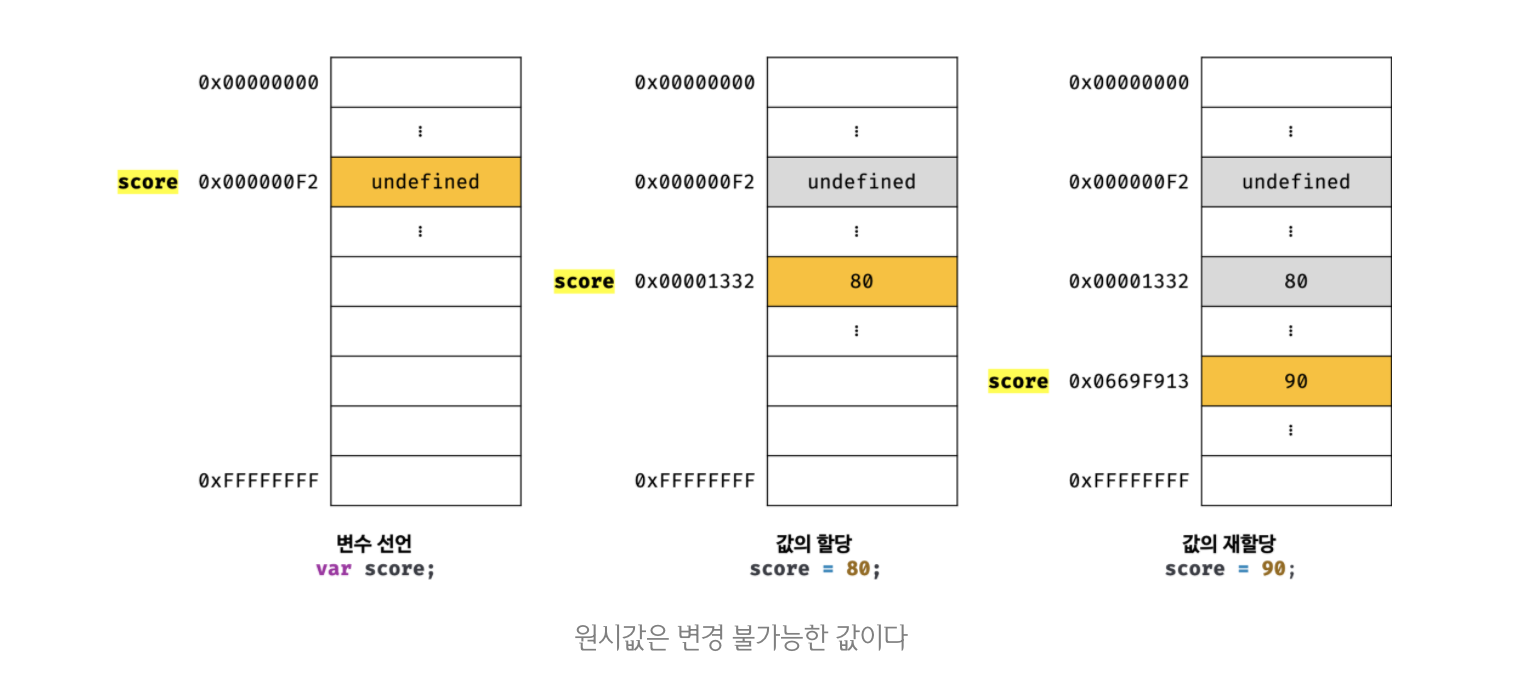 0x00000000
⋮
score 0x000000F2 undefined
⋮
0xFFFFFFFF
변수 선언
var score;
0x00000000
⋮
0x000000F2 undefined
⋮
score 0x00001332 80
⋮
0xFFFFFFFF
값의 할당
score = 80;
0x00000000
⋮
0x000000F2 undefined
⋮
0x00001332 80
⋮
score 0x0669F913 90
⋮
0xFFFFFFFF
값의 재할당
score = 90;
원시값은 변경 불가능한 값이다